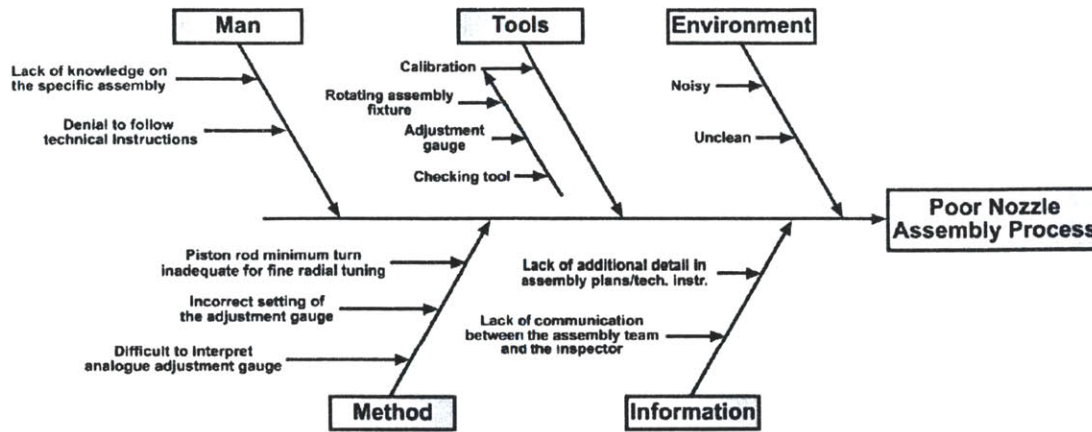 Man
Tools
Environment
Lack of knowledge on
the specific assembly
Denial to follow
technical instructions
Calibration
Rotating assembly
fixture
Adjustment
gauge
Checking tool
Noisy
Unclean
Poor Nozzle
Assembly Process
Piston rod minimum turn
inadequate for fine radial tuning
Incorrect setting of
the adjustment gauge
Difficult to interpret
analogue adjustment gauge
Lack of additional detail in
assembly plans/tech. instr.
Lack of communication
between the assembly team
and the inspector
Method
Information